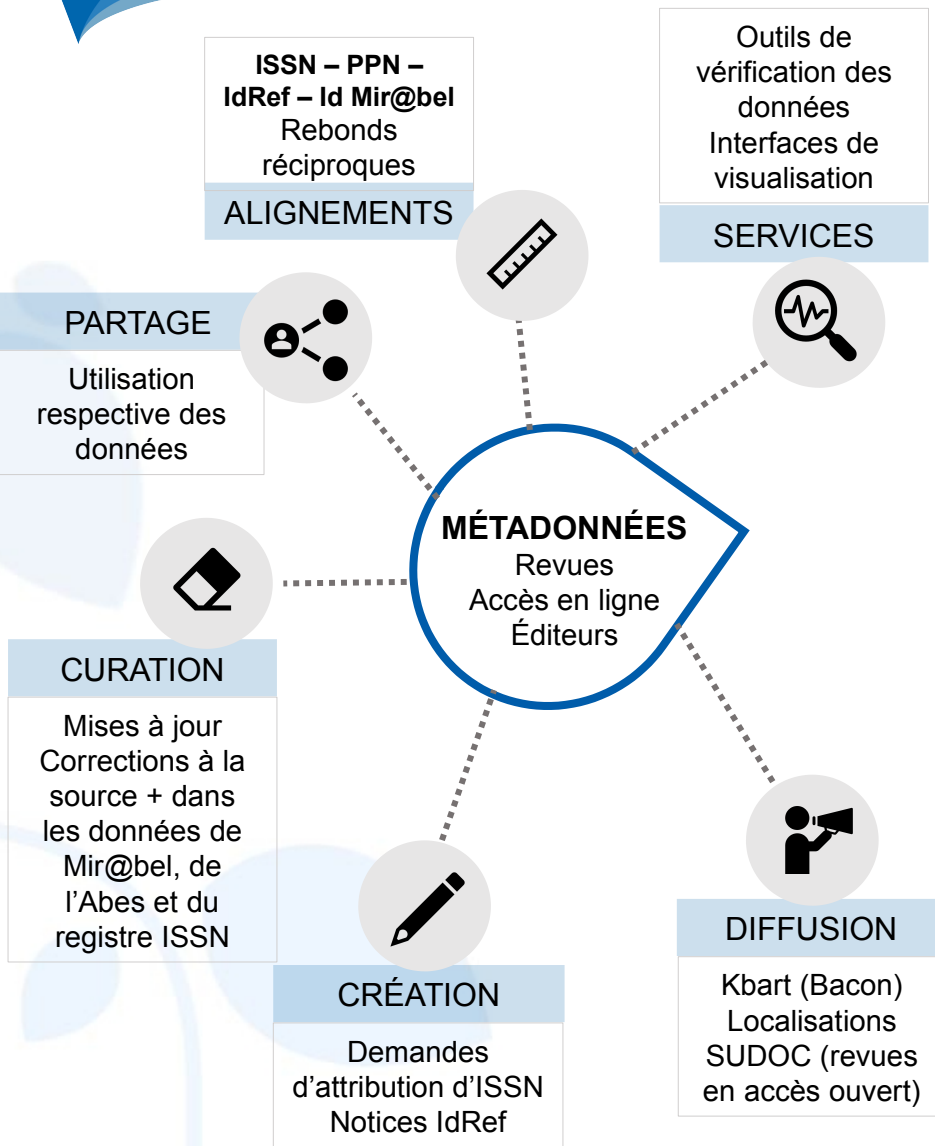 ISSN – PPN –
IdRef – Id Mir@bel
Rebonds
réciproques
ALIGNEMENTS
Outils de
vérification des
données
Interfaces de
visualisation
SERVICES
PARTAGE
Utilisation
respective des
données
MÉTADONNÉES
Revues
Accès en ligne
Éditeurs
CURATION
Mises à jour
Corrections à la
source + dans
les données de
Mir@bel, de
l’Abes et du
registre ISSN
CRÉATION
Demandes
d’attribution d’ISSN
Notices IdRef
DIFFUSION
Kbart (Bacon)
Localisations
SUDOC (revues
en accès ouvert)